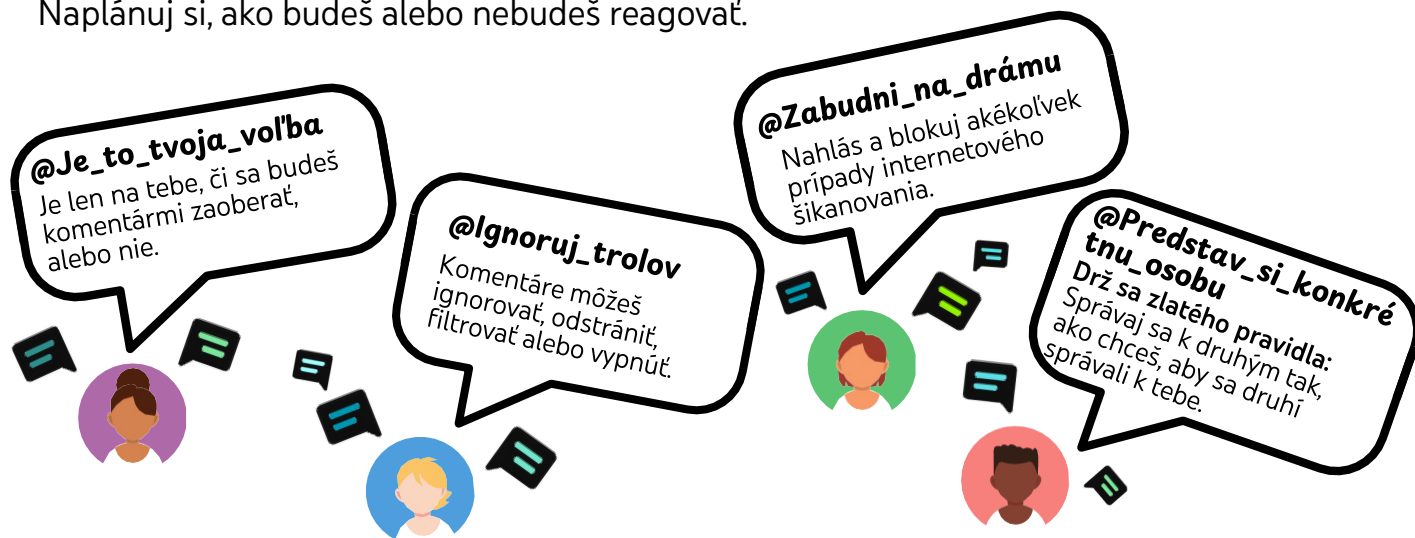 Naplánuj si, ako budeš alebo nebudeš reagovať.
@Je_to_tvoja_voľba
Je len na tebe, či sa budeš
komentármi zaoberať,
alebo nie.
@Ignoruj_trolov
Komentáre môžeš
ignorovať, odstrániť,
filtrovať alebo vypnúť.
@Zabudni_na_drámu
Nahlás a blokuj akékoľvek
prípady internetového
šikanovania.
@Predstav_si_konkré
tnu_osobu
Drž sa zlatého pravidla:
Správaj sa k druhým tak,
ako chceš, aby sa druhí
správali k tebe.